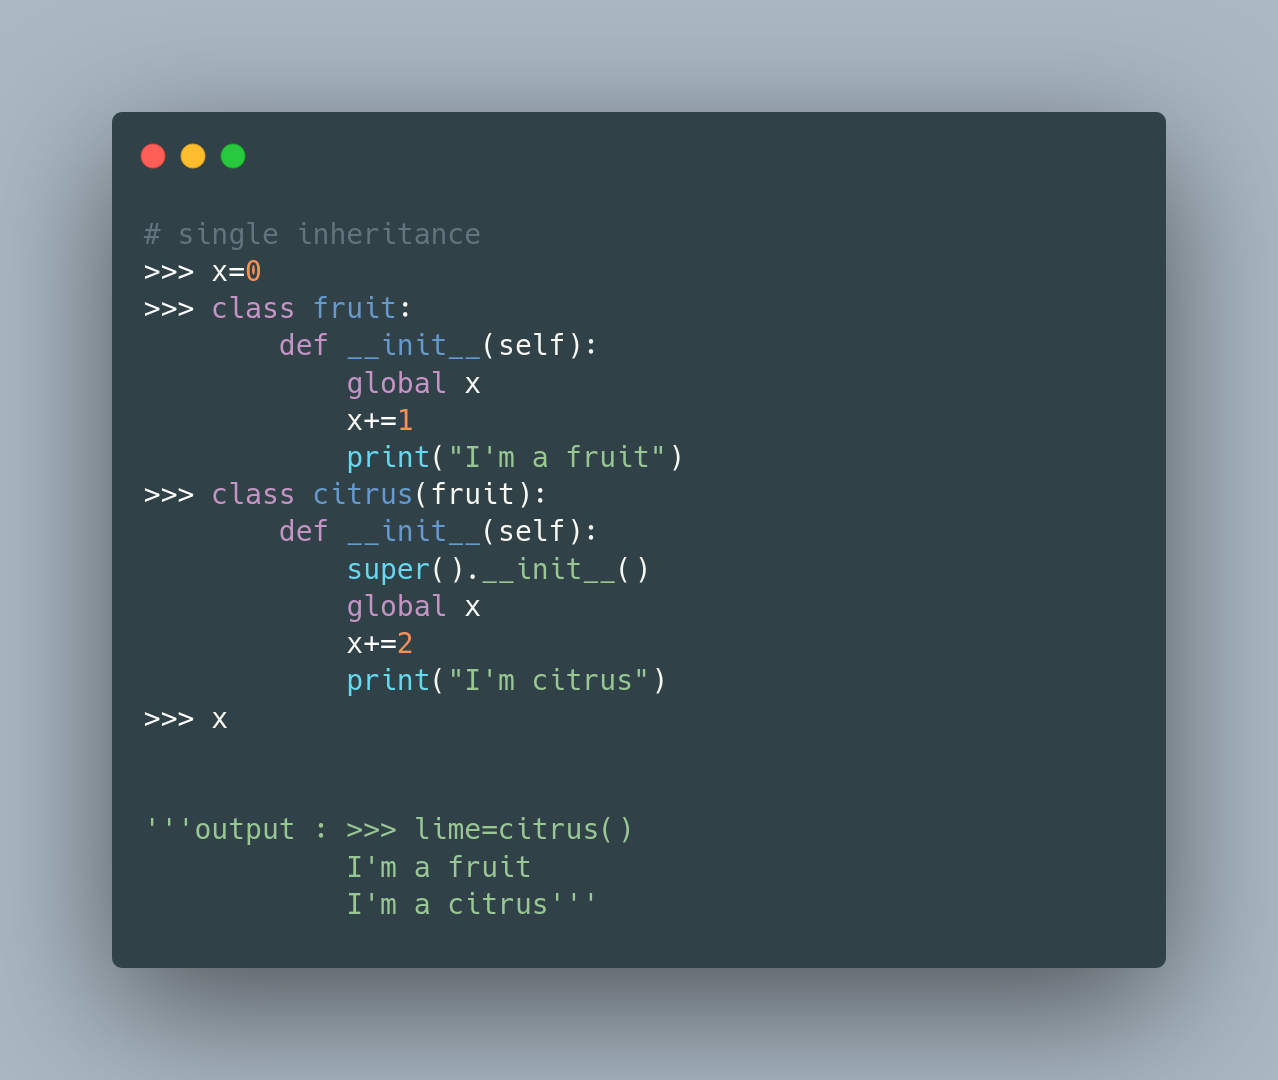 # single inheritance
>>> x=0
>>> class fruit:
        def __init__(self):
            global x
            x+=1
            print("I'm a fruit")
>>> class citrus(fruit):
        def __init__(self):
            super().__init__()
            global x
            x+=2
            print("I'm citrus")
>>> x
'''output : >>> lime=citrus()
            I'm a fruit
            I'm a citrus'''